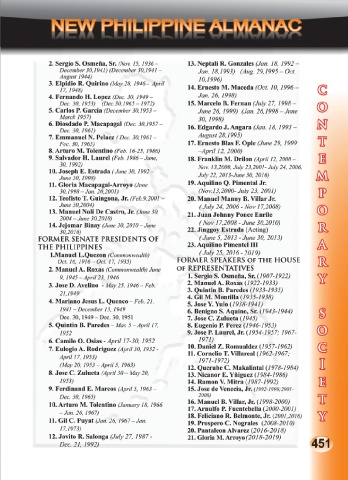 NEW PHILIPPINE ALMANAC
2. Sergio S. Osmeña, Sr. (Nov. 15, 1936 –
December 30,1941) (December 30,1941 –
August 1944)
3. Elpidio R. Quirino (May 28, 1946 – April
17, 1948)
4. Fernando H. Lopez (Dec. 30, 1949 –
Dec. 30, 1953) (Dec.30,1965 – 1972)
5. Carlos P. Garcia (December 30,1953 –
March 1957)
6. Diosdado P. Macapagal (Dec. 30,1957 –
Dec. 30, 1961)
7. Emmanuel N. Pelaez ( Dec. 30,1961 –
Dec. 30, 1965)
8. Arturo M. Tolentino (Feb. 16-25, 1986)
9. Salvador H. Laurel (Feb. 1986 – June,
30, 1992)
10. Joseph E. Estrada ( June 30, 1992 –
June 30, 1998)
11. Gloria Macapagal-Arroyo (June
30,1998 – Jan. 20,2001)
12. Teofisto T. Guingona, Jr. (Feb.9,2001 –
June 30,2004)
13. Manuel Noli De Castro, Jr. (June 30,
2004 – June 30,2010)
14. Jejomar Binay (June 30, 2010 – June
30,2016)
FORMER SENATE PRESIDENTS OF
THE PHILIPPINES
1.Manuel L.Quezon (Commonwealth)
Oct. 16, 1916 – Oct. 17, 1935)
2. Manuel A. Roxas (Commonwealth) June
9, 1945 – April 23, 1946
3. Jose D. Avelino - May 25, 1946 – Feb.
21,1949
4. Mariano Jesus L. Cuenco – Feb. 21,
1941 – December 13, 1949
Dec. 30, 1949 – Dec. 30, 1951
5. Quintin B. Paredes – Mar. 5 – April 17,
1952
6. Camilo O. Osias - April 17-30, 1952
7. Eulogio A. Rodriguez (April 30, 1952 -
April 17, 1953)
(May 20, 1953 – April 5, 1963)
8. Jose C. Zulueta (April 30 – May 20,
1953)
9. Ferdinand E. Marcos (April 5, 1963 –
Dec. 30, 1965)
10. Arturo M. Tolentino (January 18, 1966
– Jan. 26, 1967)
11. Gil C. Puyat (Jan. 26, 1967 – Jan.
17,1973)
12. Jovito R. Salonga (July 27, 1987 -
Dec. 21, 1992)
13. Neptali R. Gonzales (Jan. 18, 1992 –
Jan. 18,1993) (Aug. 29,1995 – Oct.
10,1996)
14. Ernesto M. Maceda (Oct. 10, 1996 –
Jan. 26, 1998)
15. Marcelo B. Fernan (July 27, 1998 –
June 26, 1999) (Jan. 26,1998 – June
30, 1998)
16. Edgardo J. Angara (Jan. 18, 1993 –
August 28,1995)
17. Ernesto Blas F. Ople (June 29, 1999
–April 12, 2000)
18. Franklin M. Drilon (April 12, 2000 –
Nov. 13,2000, July 23,2001- July 24, 2006,
July 22, 2013-June 30, 2016)
19. Aquilino Q. Pimentel Jr.
(Nov.13,2000- July 23, 2001)
20. Manuel Manny B. Villar Jr.
( July 24, 2006 - Nov 17,2008)
21. Juan Johnny Ponce Enrile
( Nov 17,2008 - June 30,2010)
22. Jinggoy Estrada (Acting)
( June 5, 2013 - June 30, 2013)
23. Aquilino Pimentel III
( July 25, 2016 - 2019)
FORMER SPEAKERS OF THE HOUSE
OF REPRESENTATIVES
1. Sergio S. Osmeña, Sr. (1907-1922)
2. Manuel A. Roxas (1922-1933)
3. Quintin B. Paredes (1933-1935)
4. Gil M. Montilla (1935-1938)
5. Jose Y. Yulo (1938-1941)
6. Benigno S. Aquino, Sr. (1943-1944)
7. Jose C. Zulueta (1945)
8. Eugenio P. Perez (1946-1953)
9. Jose P. Laurel, Jr. (1954-1957; 1967-
1971)
10. Daniel Z. Romualdez (1957-1962)
11. Cornelio T. Villareal (1962-1967;
1971-1972)
12. Querube C. Makalintal (1978-1984)
13. Nicanor E. Yñiguez (1984-1986)
14. Ramon V. Mitra (1987-1992)
15. Jose de Venecia, Jr. (1992-1998,2001-
2008)
16. Manuel B. Villar, Jr. (1998-2000)
17. Arnulfo P. Fuentebella (2000-2001)
18. Feliciano R. Belmonte, Jr. (2001,2010)
19. Prospero C. Nograles (2008-2010)
20. Pantaleon Alvarez (2016-2018)
21. Gloria M. Arroyo(2018-2019)
CONTEMPORARY SOCIETY
451